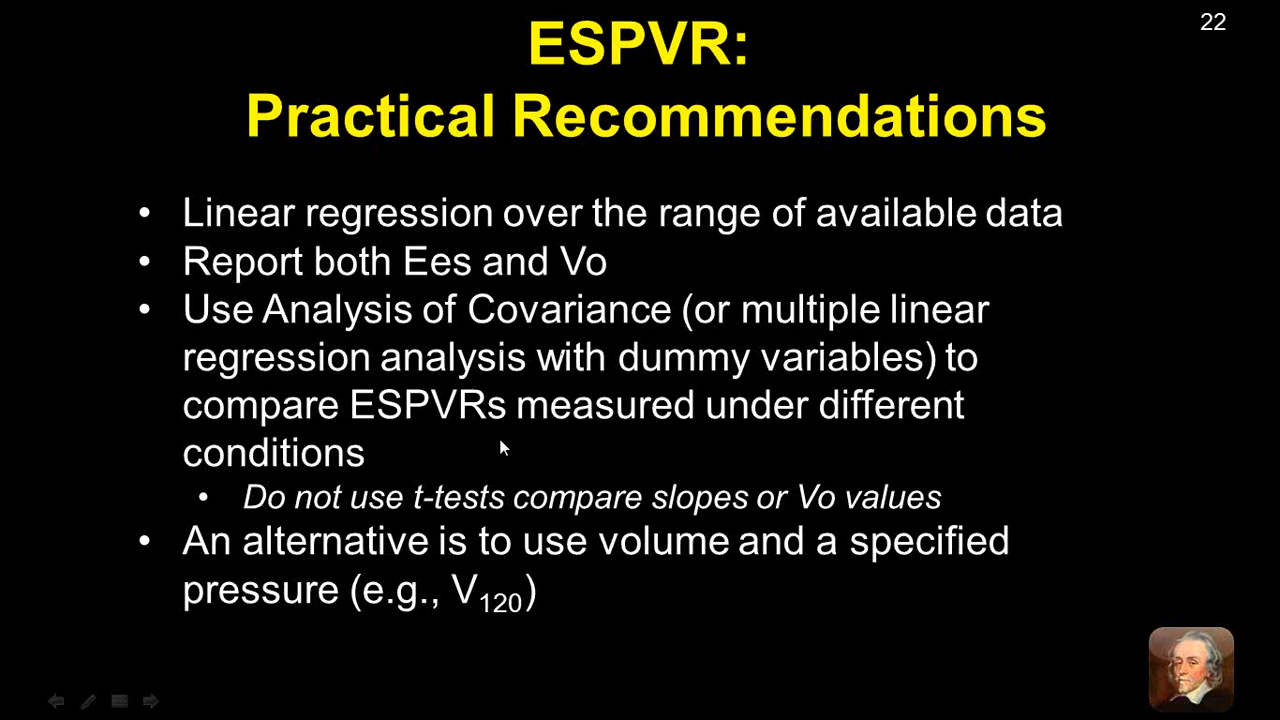 22
ESPVR:
Practical Recommendations
• Linear regression over the range of available data
• Report both Ees and Vo
• Use Analysis of Covariance (or multiple linear
regression analysis with dummy variables) to
compare ESPVRs measured under different
conditions
• Do not use t-tests compare slopes or Vo values
• An alternative is to use volume and a specified
pressure (e.g., V₁₂₀)